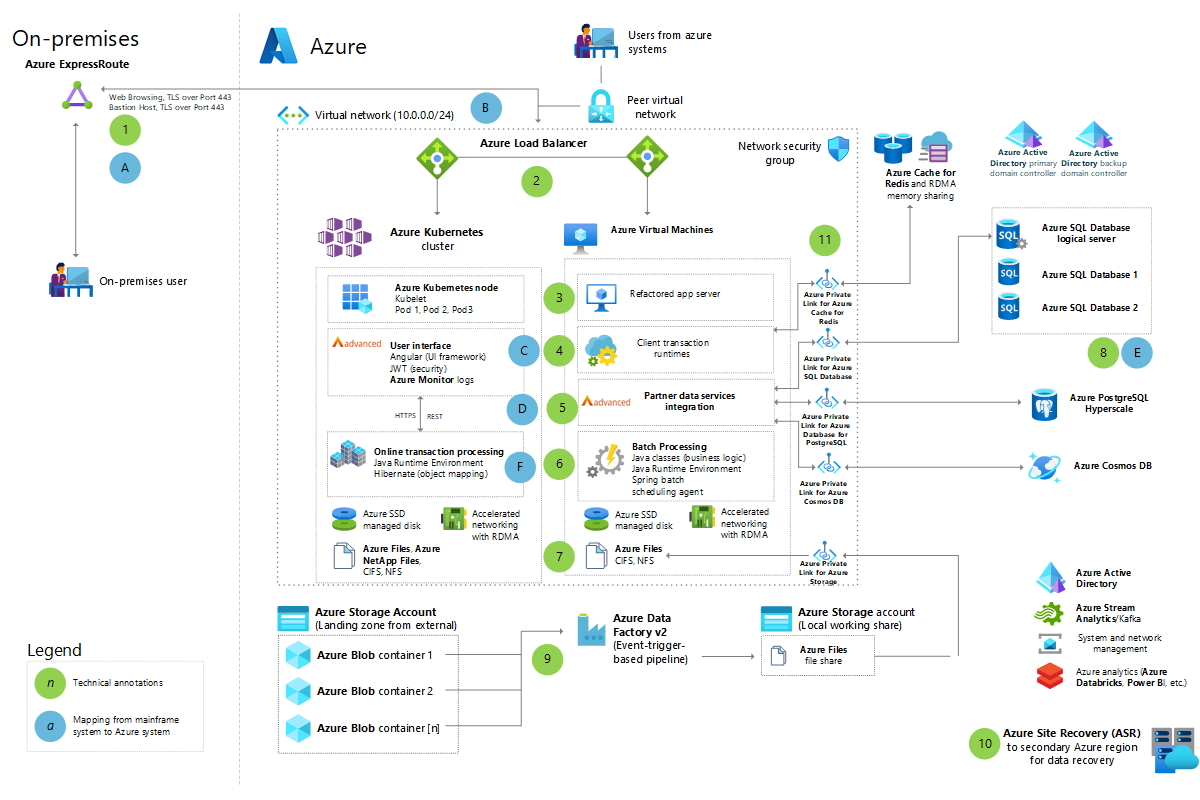 On-premises
Azure ExpressRoute
Web Browsing, TLS over Port 443
Bastion Host, TLS over Port 443
1
A
On-premises user
Azure
Users from azure
systems
Peer virtual
network
B
Virtual network (10.0.0.0/24)
Azure Load Balancer
2
Network security
group
Azure Cache for
Redis and RDMA
memory sharing
Azure Active
Directory primary
domain controller
Azure Active
Directory backup
domain controller
Azure Kubernetes
cluster
Azure Virtual Machines
11
SQL
Azure SQL Database
logical server
SQL
Azure SQL Database 1
SQL
Azure SQL Database 2
8
E
Azure Kubernetes node
Kubelet
Pod 1, Pod 2, Pod3
3
Refactored app server
Azure Private
Link for Azure
Cache for
Redis
advanced
User interface
Angular (UI framework)
JWT (security)
Azure Monitor logs
C
4
Client transaction
runtimes
Azure Private
Link for Azure
SQL Database
HTTPS
REST
D
5
advanced
Partner data services
integration
Azure Private
Link for Azure
Database for
PostgreSQL
Azure PostgreSQL
Hyperscale
Online transaction processing
Java Runtime Environment
Hibernate (object mapping)
F
6
Batch Processing
Java classes (business logic)
Java Runtime Environment
Spring batch
scheduling agent
Azure Private
Link for Azure
Cosmos DB
Azure Cosmos DB
Azure SSD
managed disk
Accelerated
networking
with RDMA
Azure SSD
managed disk
Accelerated
networking
with RDMA
Azure Files, Azure
NetApp Files,
CIFS, NFS
7
Azure Files
CIFS, NFS
Azure Private
Link for Azure
Storage
Azure Active
Directory
Azure Stream
Analytics/Kafka
System and network
management
Azure analytics (Azure
Databricks, Power BI, etc.)
Azure Storage Account
(Landing zone from external)
Azure Blob container 1
Azure Blob container 2
Azure Blob container [n]
9
Azure Data
Factory v2
(Event-trigger-
based pipeline)
Azure Storage account
(Local working share)
Azure Files
file share
Legend
n
Technical annotations
a
Mapping from mainframe
system to Azure system
10
Azure Site Recovery (ASR)
to secondary Azure region
for data recovery